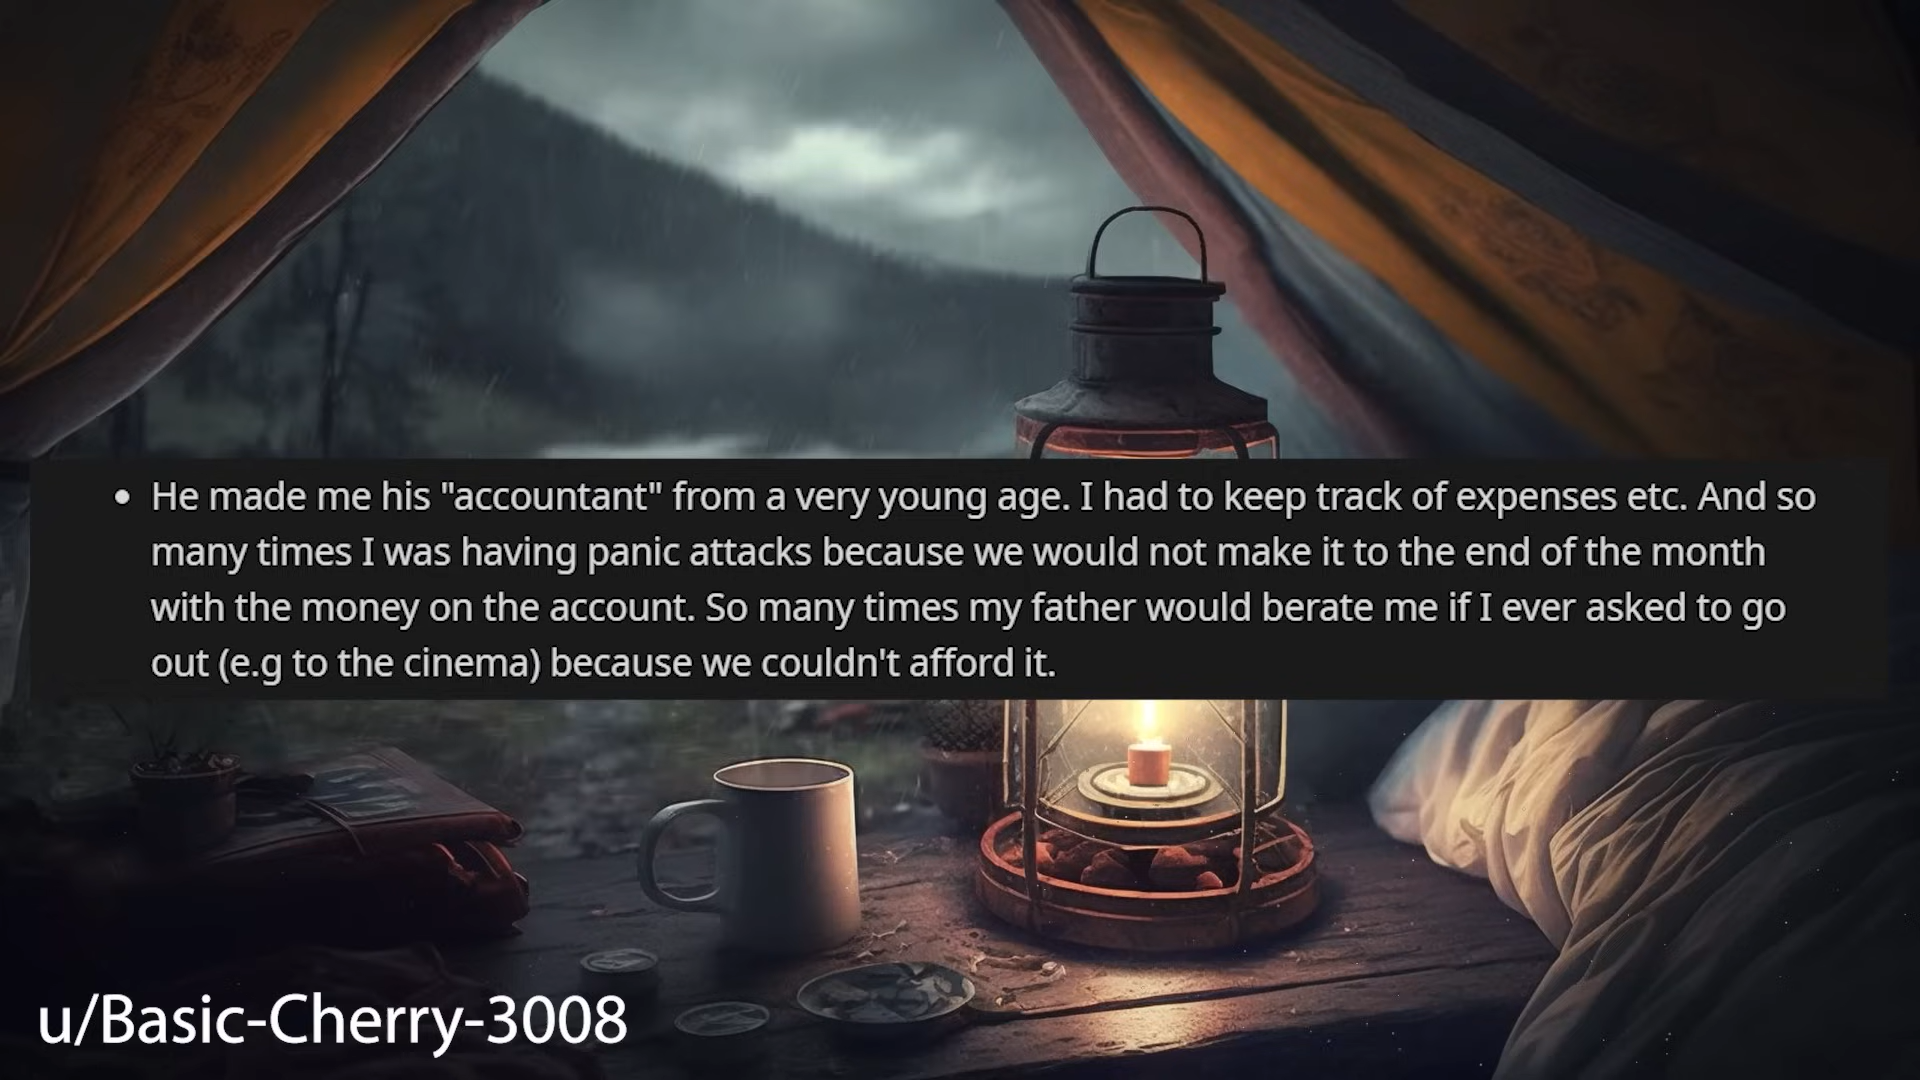 He made me his "accountant" from a very young age. I had to keep track of expenses etc. And so
many times I was having panic attacks because we would not make it to the end of the month
with the money on the account. So many times my father would berate me if I ever asked to go
out (e.g to the cinema) because we couldn't afford it.
u/Basic-Cherry-3008